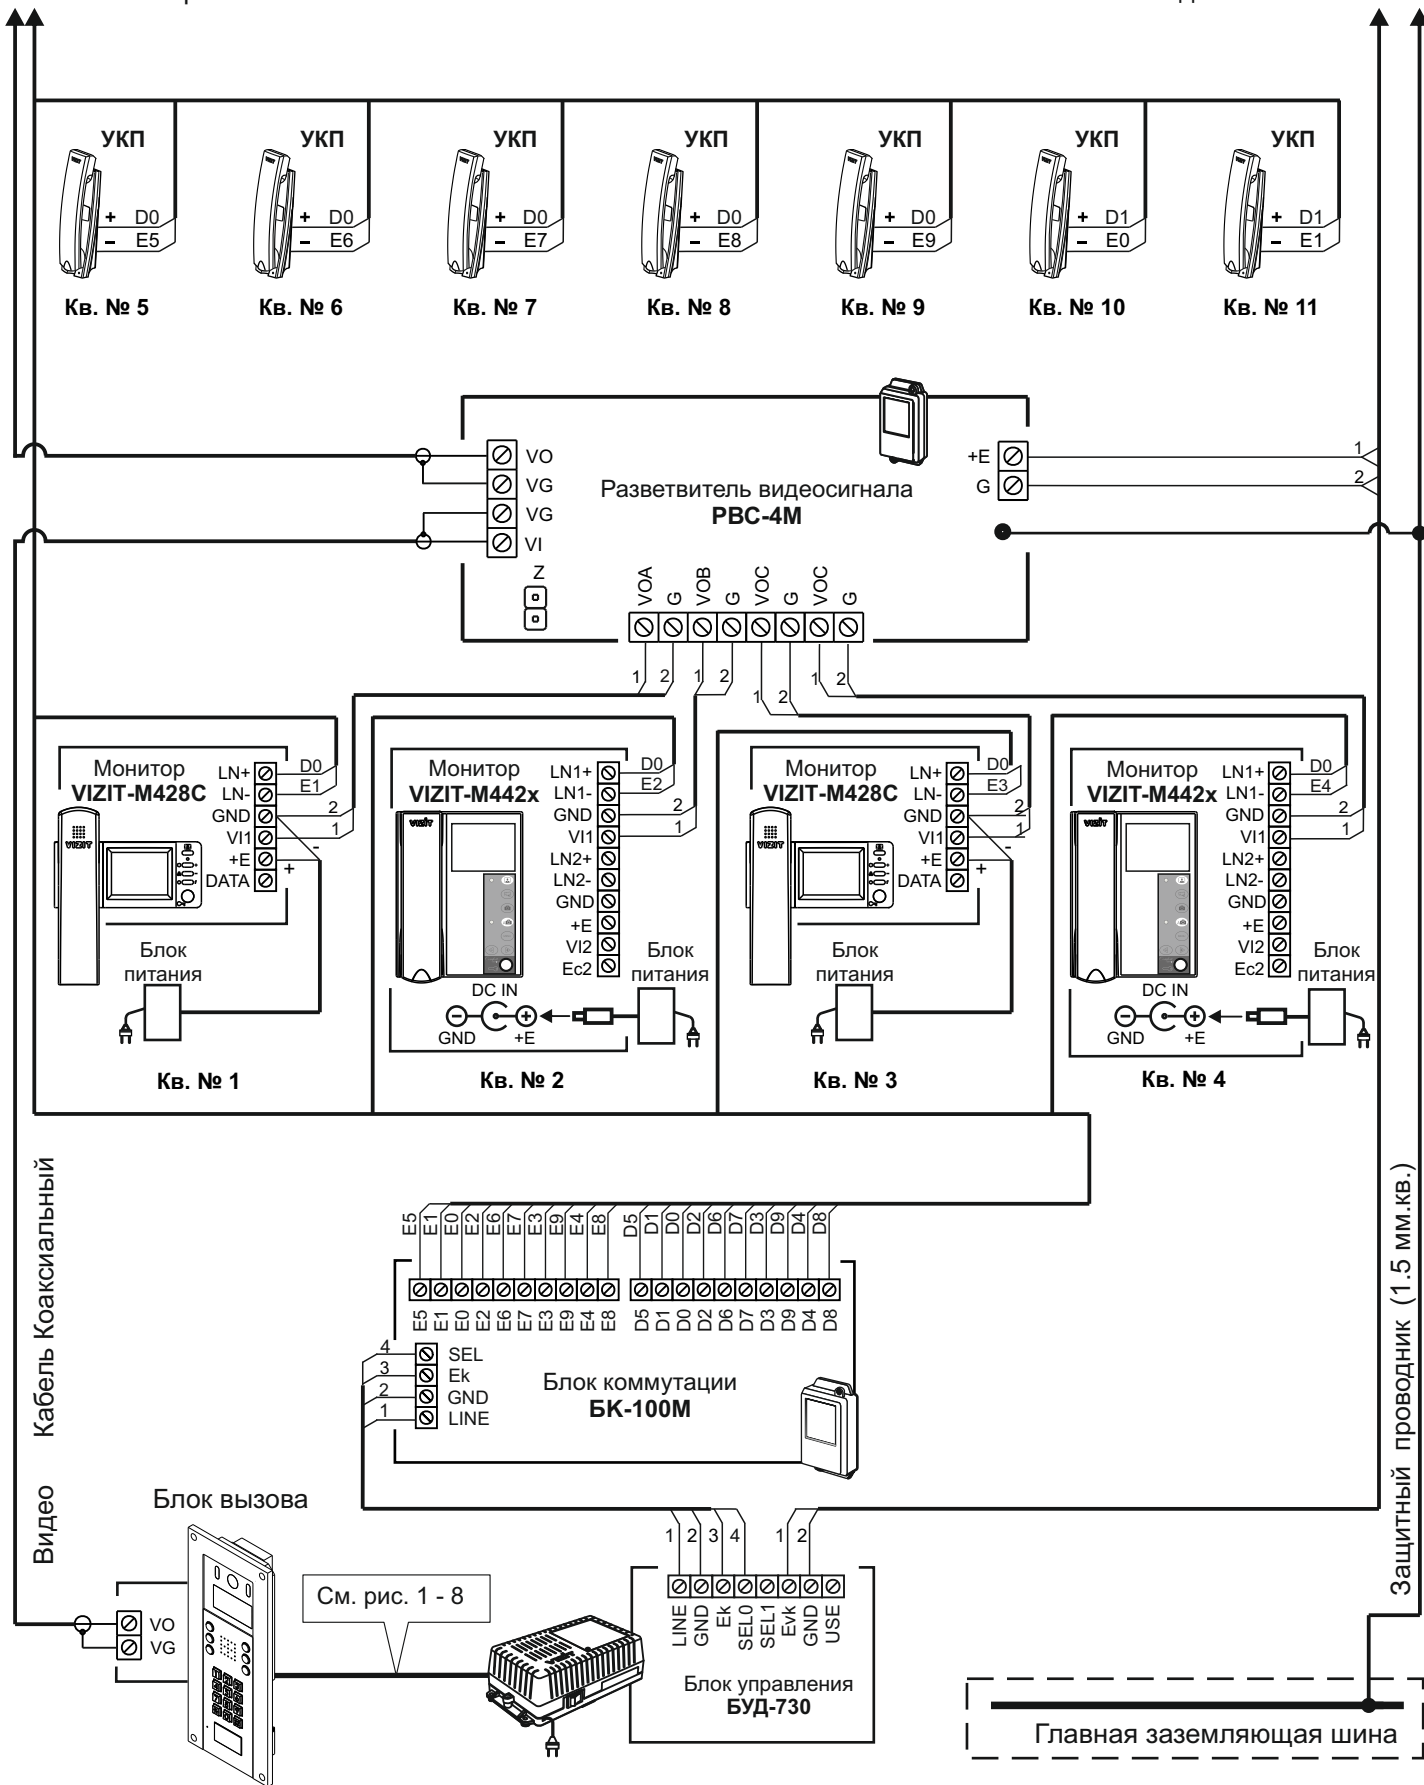 УКП УКП УКП УКП УКП УКП УКП
+ D0 + D0 + D0 + D0 + D0 + D1 + D1
- E5 - E6 - E7 - E8 - E9 - E0 - E1
Кв. № 5 Кв. № 6 Кв. № 7 Кв. № 8 Кв. № 9 Кв. № 10 Кв. № 11
VO
VG
VG
VI
Z
Разветвитель видеосигнала
РВС-4М
+E 1
G 2
VOA G VOB G VOC G VOC G
1 2 1 2 1 2 1 2
Монитор
VIZIT-M428C
VIZIT
LN+ D0
LN- E1
GND 2
VI1 1
+E -
DATA +
Блок
питания
Кв. № 1
Монитор
VIZIT-M442x
VIZIT
LN1+ D0
LN1- E2
GND 2
VI1 1
LN2+
LN2-
GND
+E
VI2
Ec2
Блок
питания
DC IN
GND +E
Кв. № 2
Монитор
VIZIT-M428C
VIZIT
LN+ D0
LN- E3
GND 2
VI1 1
+E -
DATA +
Блок
питания
Кв. № 3
Монитор
VIZIT-M442x
VIZIT
LN1+ D0
LN1- E4
GND 2
VI1 1
LN2+
LN2-
GND
+E
VI2
Ec2
Блок
питания
DC IN
GND +E
Кв. № 4
Видео Кабель Коаксиальный
Защитный проводник (1.5 мм.кв.)
E5 E1 E0 E2 E6 E7 E3 E9 E4 E8 D5 D1 D0 D2 D6 D7 D3 D9 D4 D8
E5 E1 E0 E2 E6 E7 E3 E9 E4 E8 D5 D1 D0 D2 D6 D7 D3 D9 D4 D8
4 SEL
3 Ek
2 GND
1 LINE
Блок коммутации
БК-100М
Блок вызова
VO
VG
См. рис. 1 - 8
1 2 3 4 1 2
LINE GND Ek SEL0 SEL1 Evk GND USE
Блок управления
БУД-730
Главная заземляющая шина